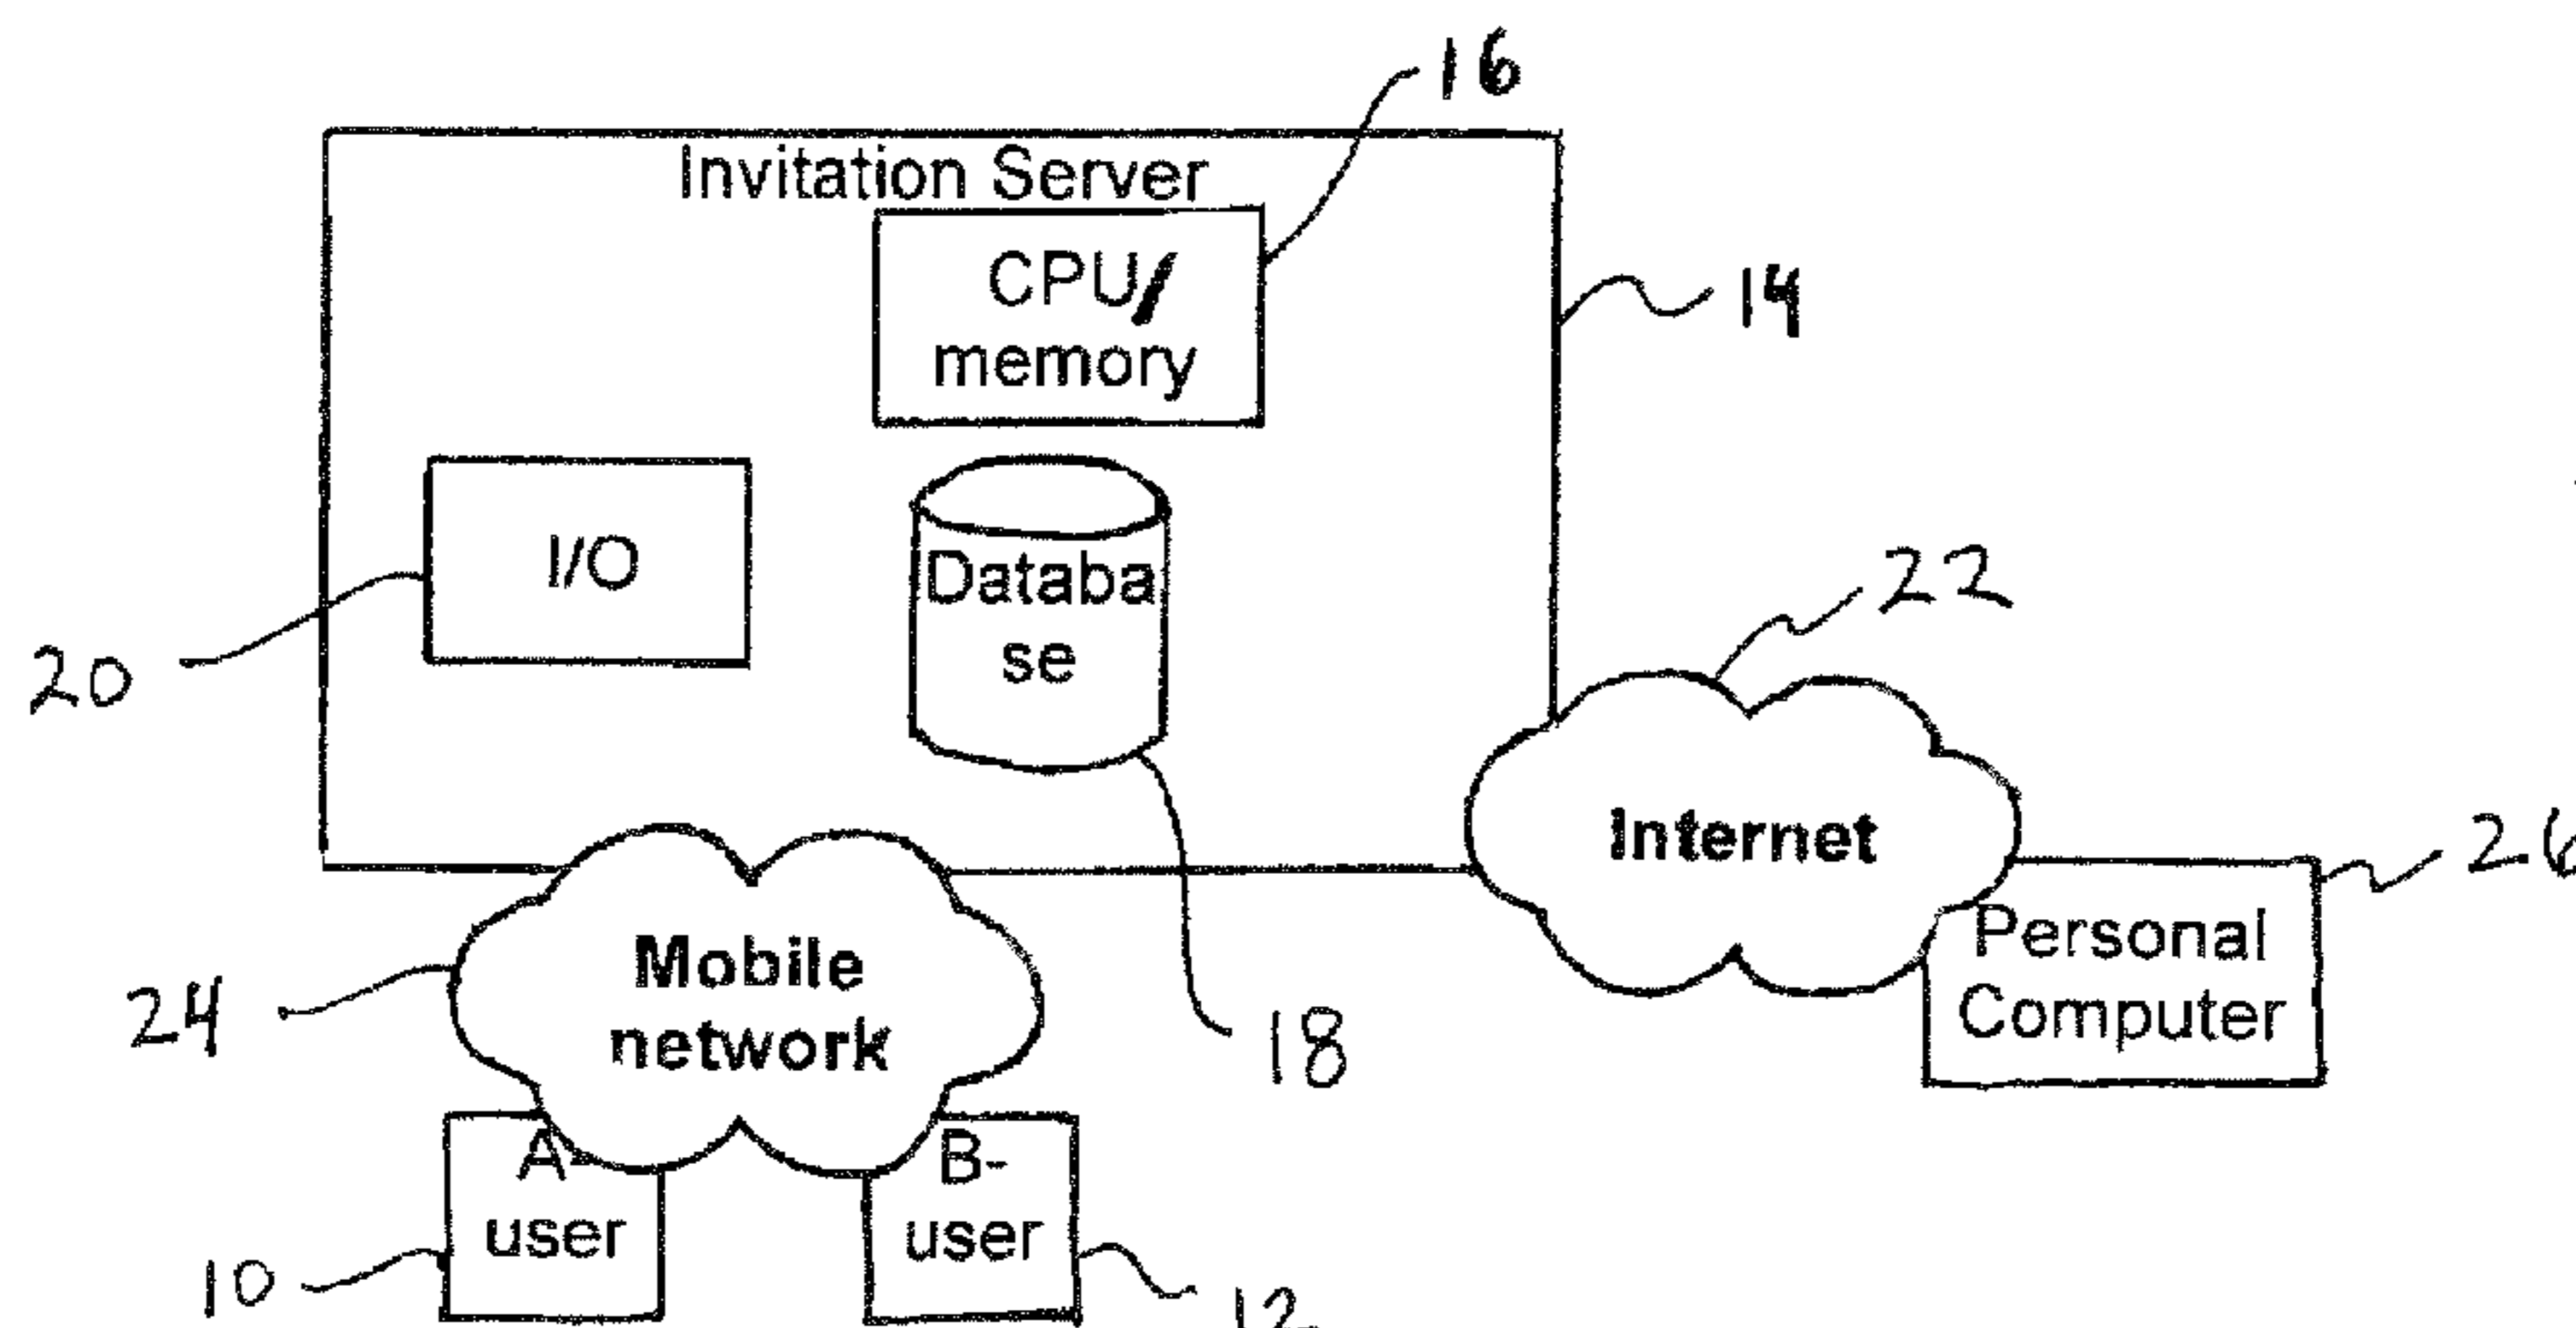 16
Invitation Server
CPU/
memory
14
I/O
Databa
se
22
20
Internet
26
Personal
Computer
Mobile
network
24
18
A-
user
B-
user
10
12